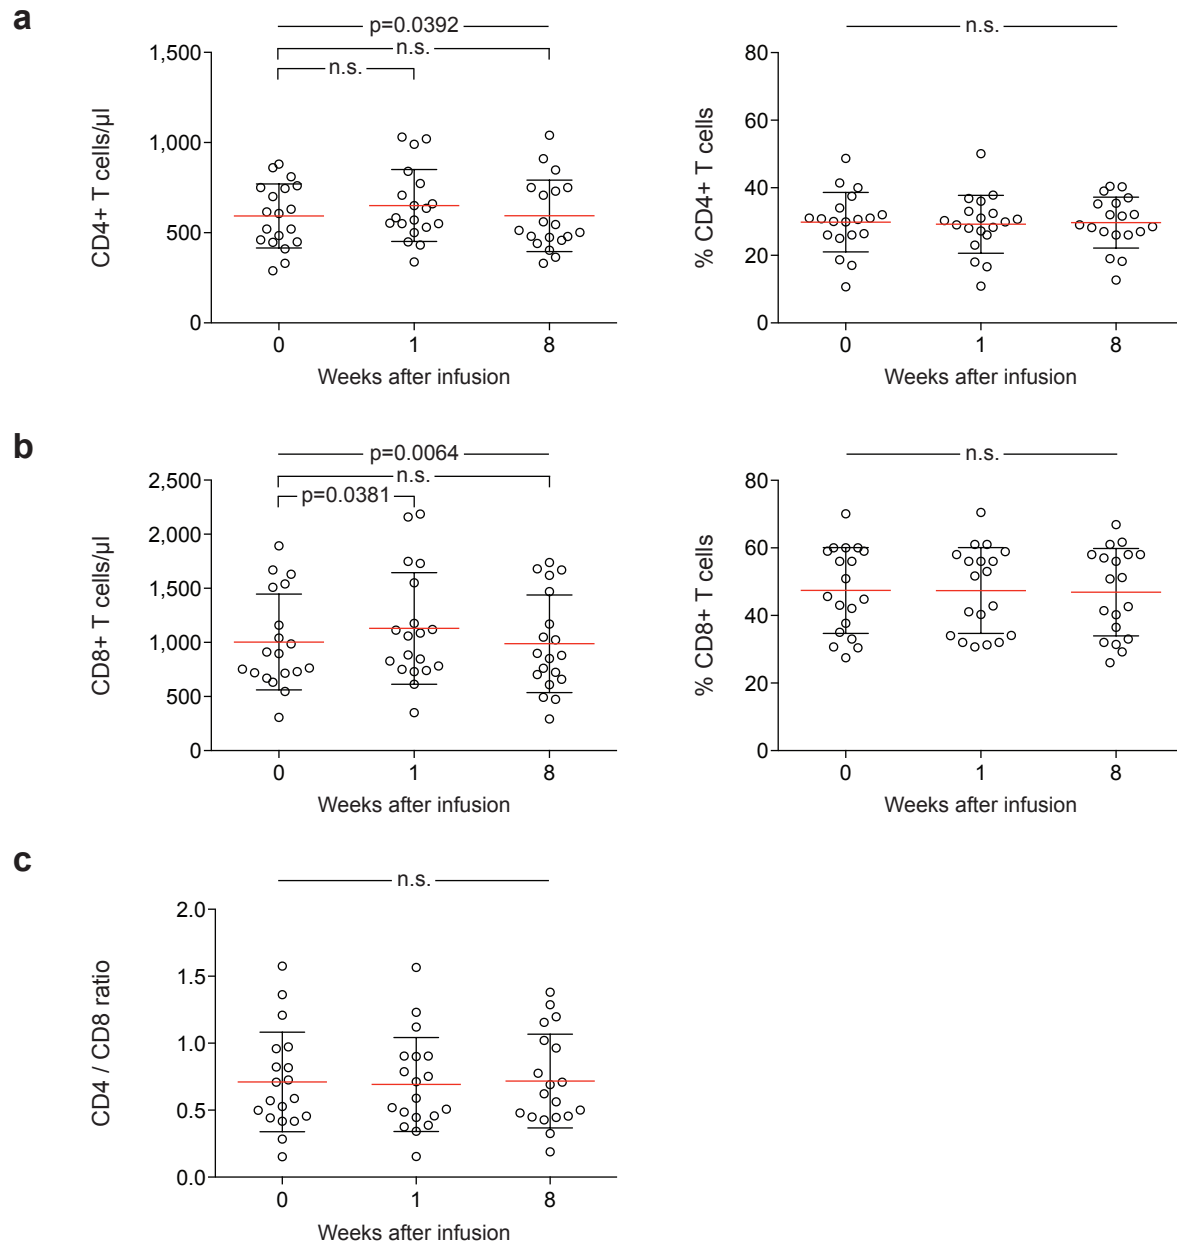 a
p=0.0392
n.s.
n.s.
1,500
1,000
500
0
CD4+ T cells/µl
0 1 8
Weeks after infusion
n.s.
80
60
40
20
0
% CD4+ T cells
0 1 8
Weeks after infusion
b
p=0.0064
n.s.
p=0.0381
2,500
2,000
1,500
1,000
500
0
CD8+ T cells/µl
0 1 8
Weeks after infusion
n.s.
80
60
40
20
0
% CD8+ T cells
0 1 8
Weeks after infusion
c
n.s.
2.0
1.5
1.0
0.5
0.0
CD4 / CD8 ratio
0 1 8
Weeks after infusion